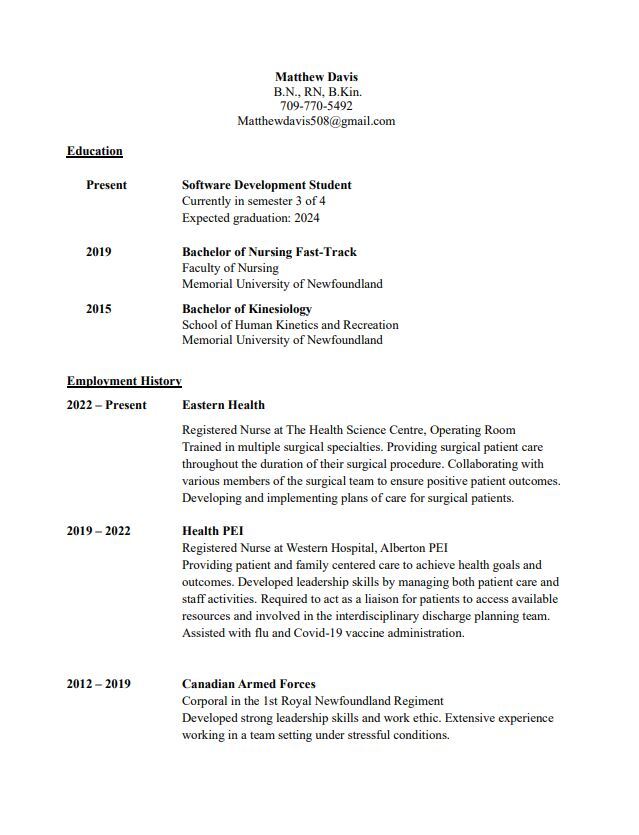 Matthew Davis
B.N., RN, B.Kin.
709-770-5492
Matthewdavis508@gmail.com
Education
Present Software Development Student
Currently in semester 3 of 4
Expected graduation: 2024
2019 Bachelor of Nursing Fast-Track
Faculty of Nursing
Memorial University of Newfoundland
2015 Bachelor of Kinesiology
School of Human Kinetics and Recreation
Memorial University of Newfoundland
Employment History
2022 – Present Eastern Health
Registered Nurse at The Health Science Centre, Operating Room
Trained in multiple surgical specialties. Providing surgical patient care
throughout the duration of their surgical procedure. Collaborating with
various members of the surgical team to ensure positive patient outcomes.
Developing and implementing plans of care for surgical patients.
2019 – 2022 Health PEI
Registered Nurse at Western Hospital, Alberton PEI
Providing patient and family centered care to achieve health goals and
outcomes. Developed leadership skills by managing both patient care and
staff activities. Required to act as a liaison for patients to access available
resources and involved in the interdisciplinary discharge planning team.
Assisted with flu and Covid-19 vaccine administration.
2012 – 2019 Canadian Armed Forces
Corporal in the 1st Royal Newfoundland Regiment
Developed strong leadership skills and work ethic. Extensive experience
working in a team setting under stressful conditions.